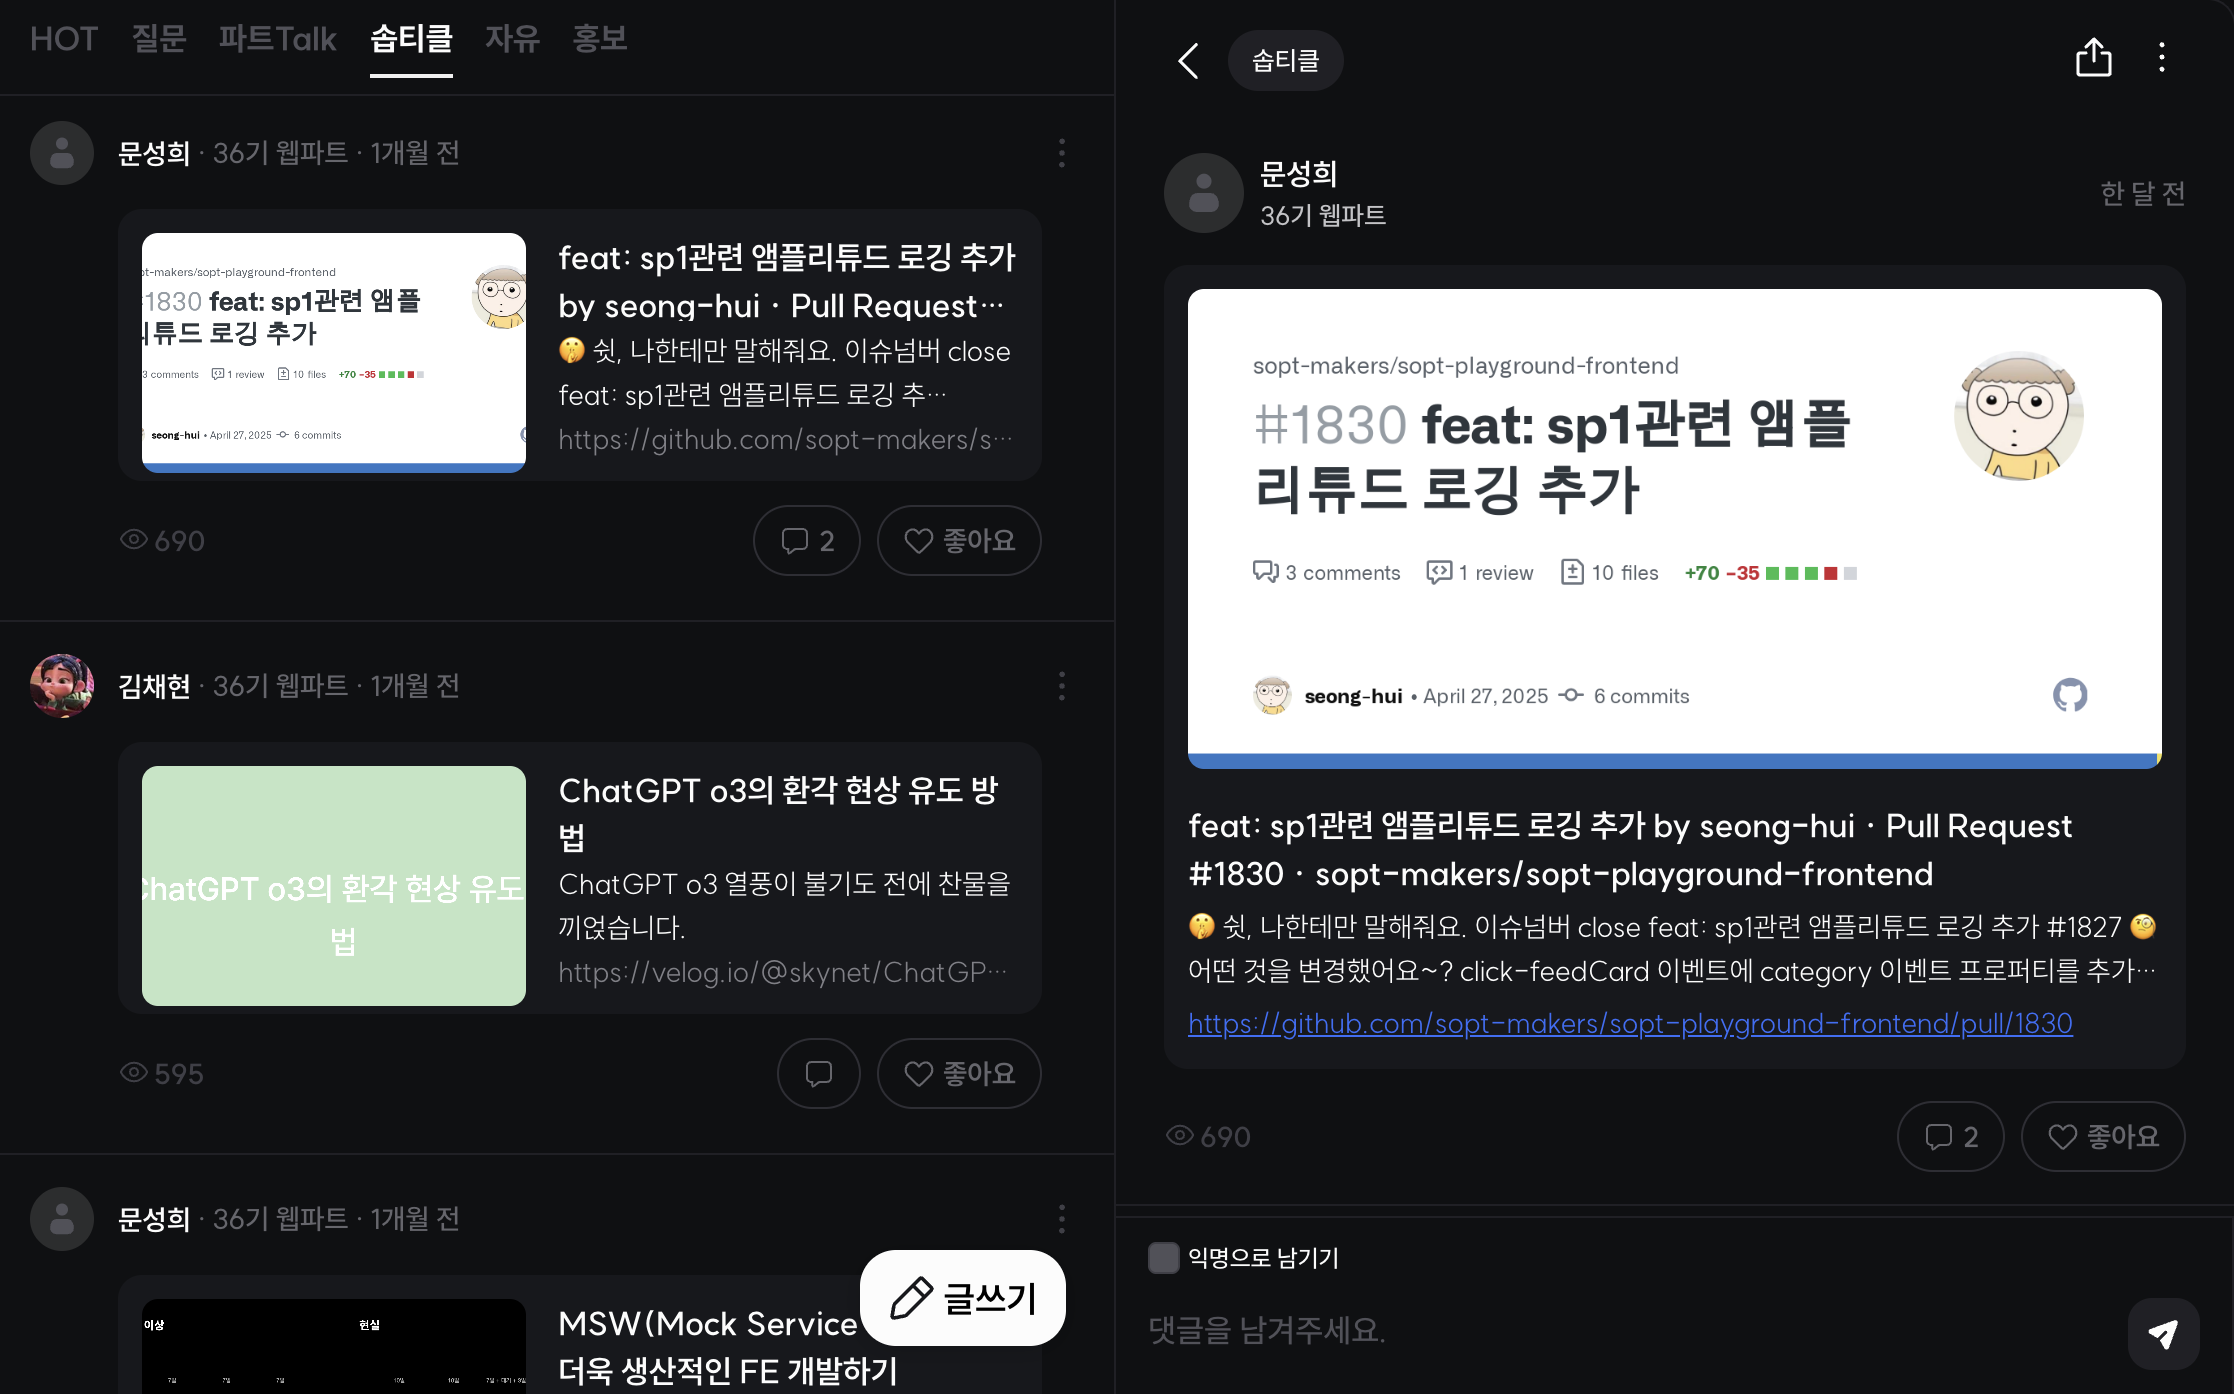 HOT 질문 파트Talk 솝티클 자유 홍보
문성희 · 36기 웹파트 · 1개월 전
pt-makers/sopt-playground-frontend
1830 feat: sp1관련 앰플
리튜드 로깅 추가
3 comments 1 review 10 files +70 −35
seong-hui • April 27, 2025 6 commits
feat: sp1관련 앰플리튜드 로깅 추가
by seong-hui · Pull Request…
🤫 쉿, 나한테만 말해줘요. 이슈넘버 close
feat: sp1관련 앰플리튜드 로깅 추…
https://github.com/sopt-makers/s…
690 2 좋아요
김채현 · 36기 웹파트 · 1개월 전
ChatGPT o3의 환각 현상 유도
법
ChatGPT o3의 환각 현상 유도 방
법
ChatGPT o3 열풍이 불기도 전에 찬물을
끼얹습니다.
https://velog.io/@skynet/ChatGP…
595 좋아요
문성희 · 36기 웹파트 · 1개월 전
이상 현실
7일 7일 7일 10일 10일
MSW(Mock Service
더욱 생산적인 FE 개발하기
글쓰기
솝티클
문성희
36기 웹파트
한 달 전
sopt-makers/sopt-playground-frontend
#1830 feat: sp1관련 앰플
리튜드 로깅 추가
3 comments 1 review 10 files +70 −35
seong-hui • April 27, 2025 6 commits
feat: sp1관련 앰플리튜드 로깅 추가 by seong-hui · Pull Request
#1830 · sopt-makers/sopt-playground-frontend
🤫 쉿, 나한테만 말해줘요. 이슈넘버 close feat: sp1관련 앰플리튜드 로깅 추가 #1827 🧐
어떤 것을 변경했어요~? click-feedCard 이벤트에 category 이벤트 프로퍼티를 추가…
https://github.com/sopt-makers/sopt-playground-frontend/pull/1830
690 2 좋아요
익명으로 남기기
댓글을 남겨주세요.